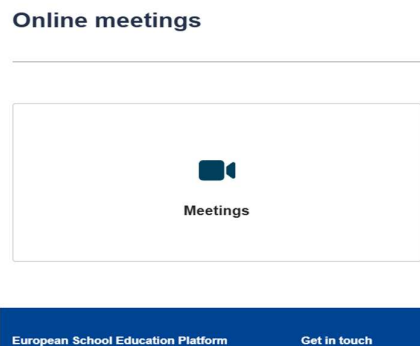 Online meetings
Meetings
European School Education Platform
Get in touch